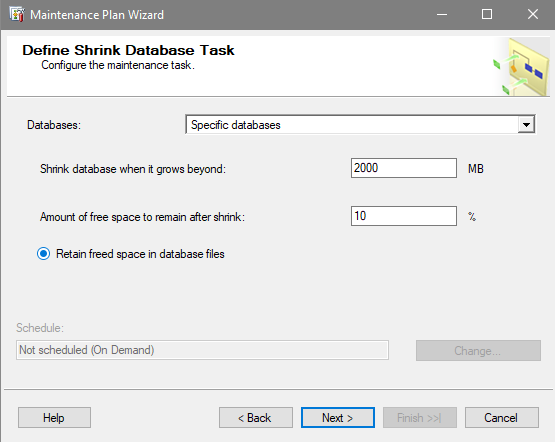 Maintenance Plan Wizard
Define Shrink Database Task
Configure the maintenance task.
Databases: Specific databases
Shrink database when it grows beyond: 2000 MB
Amount of free space to remain after shrink: 10 %
Retain freed space in database files
Schedule:
Not scheduled (On Demand) Change...
Help < Back Next > Finish >>| Cancel